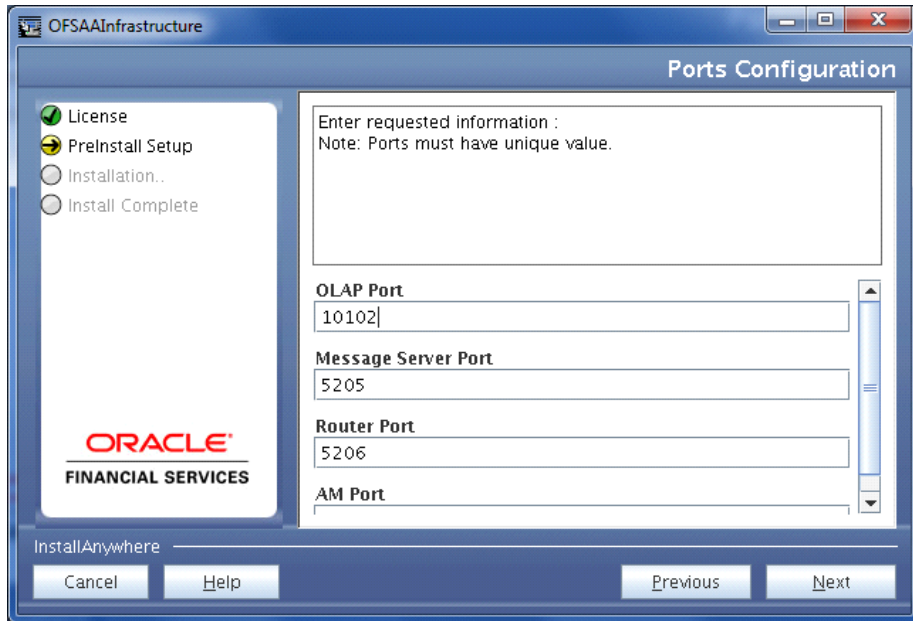 OFSAAInfrastructure
Ports Configuration
License
PreInstall Setup
Installation..
Install Complete
ORACLE
FINANCIAL SERVICES
Enter requested information :
Note: Ports must have unique value.
OLAP Port
10102
Message Server Port
5205
Router Port
5206
AM Port
InstallAnywhere
Cancel
Help
Previous
Next